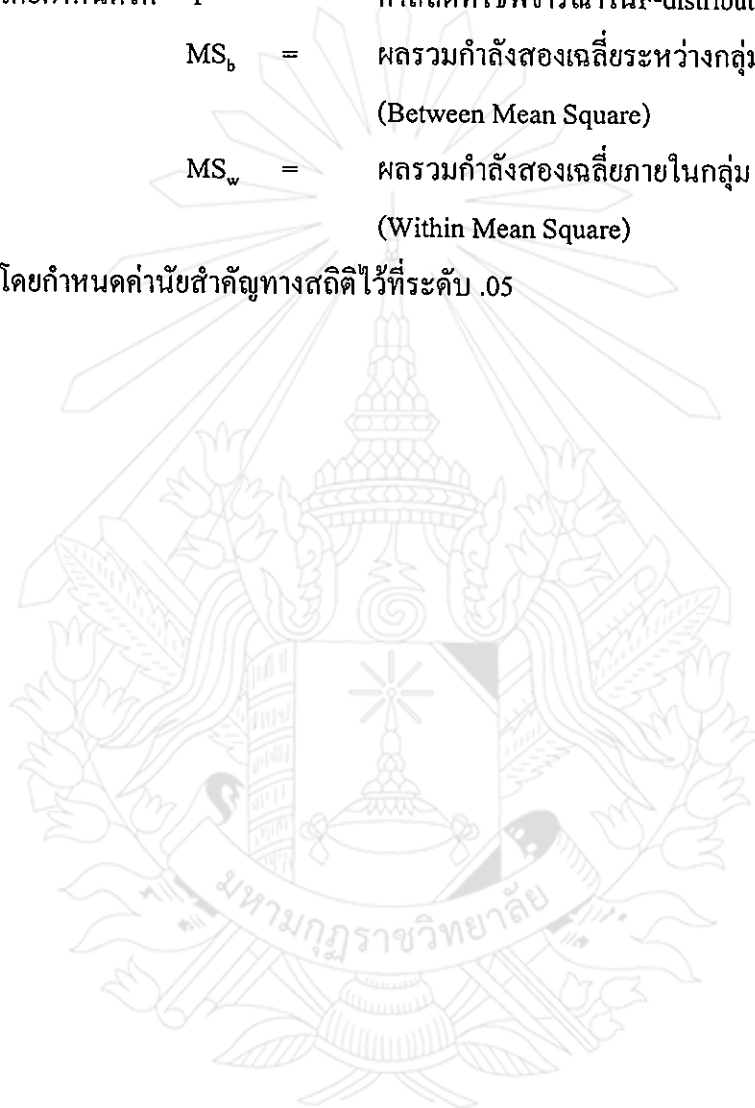 MS_b = ผลรวมกำลังสองเฉลี่ยระหว่างกลุ่ม
(Between Mean Square)
MS_w = ผลรวมกำลังสองเฉลี่ยภายในกลุ่ม
(Within Mean Square)
โดยกำหนดค่านัยสำคัญทางสถิติไว้ที่ระดับ .05
มหามกุฏราชวิทยาลัย